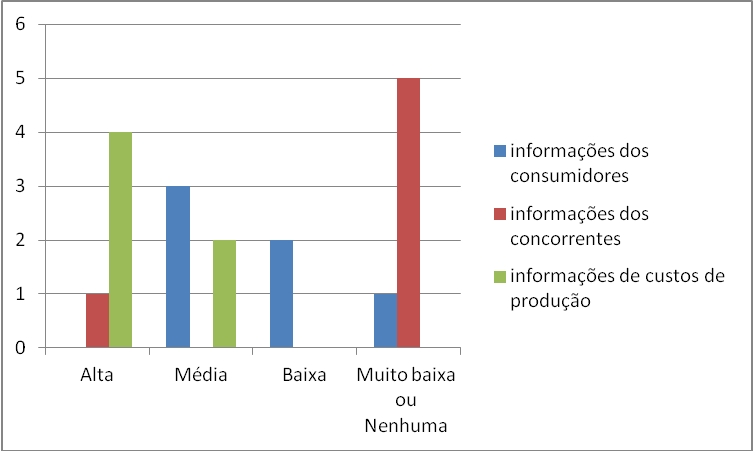 6
5
4
3
2
1
0
Alta
Média
Baixa
Muito baixa
ou
Nenhuma
informações dos
consumidores
informações dos
concorrentes
informações de custos de
produção